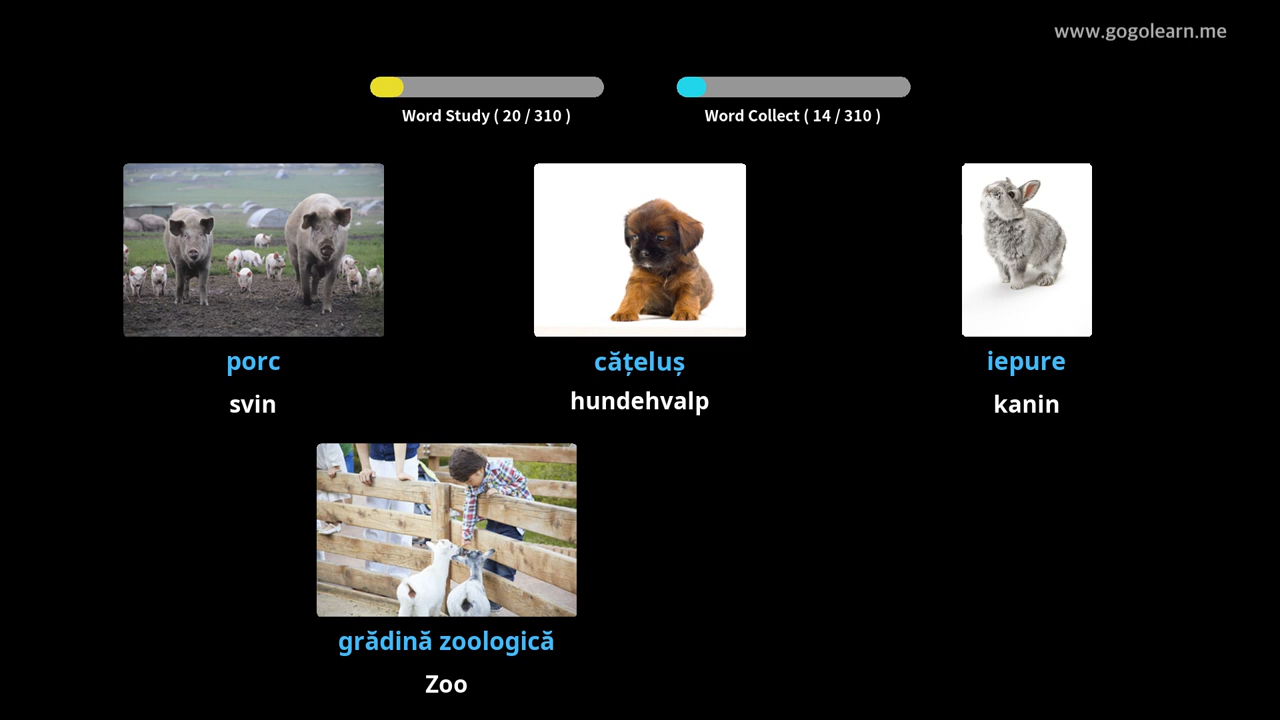 www.gogolearn.me
Word Study ( 20 / 310 )
Word Collect ( 14 / 310 )
porc
cățeluș
iepure
svin
hundehvalp
kanin
grădină zoologică
Zoo